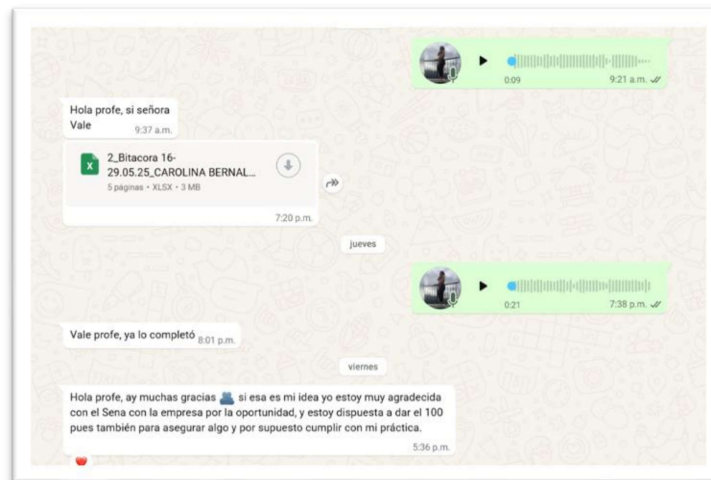 0:09 9:21 a.m.
Hola profe, si señora
Vale 9:37 a.m.
2_Bitacora 16-
29.05.25_CAROLINA BERNAL...
5 páginas • XLSX • 3 MB
7:20 p.m.
jueves
0:21 7:38 p.m.
Vale profe, ya lo completó 8:01 p.m.
viernes
Hola profe, ay muchas gracias 🫂 si esa es mi idea yo estoy muy agradecida
con el Sena con la empresa por la oportunidad, y estoy dispuesta a dar el 100
pues también para asegurar algo y por supuesto cumplir con mi práctica.
5:36 p.m.